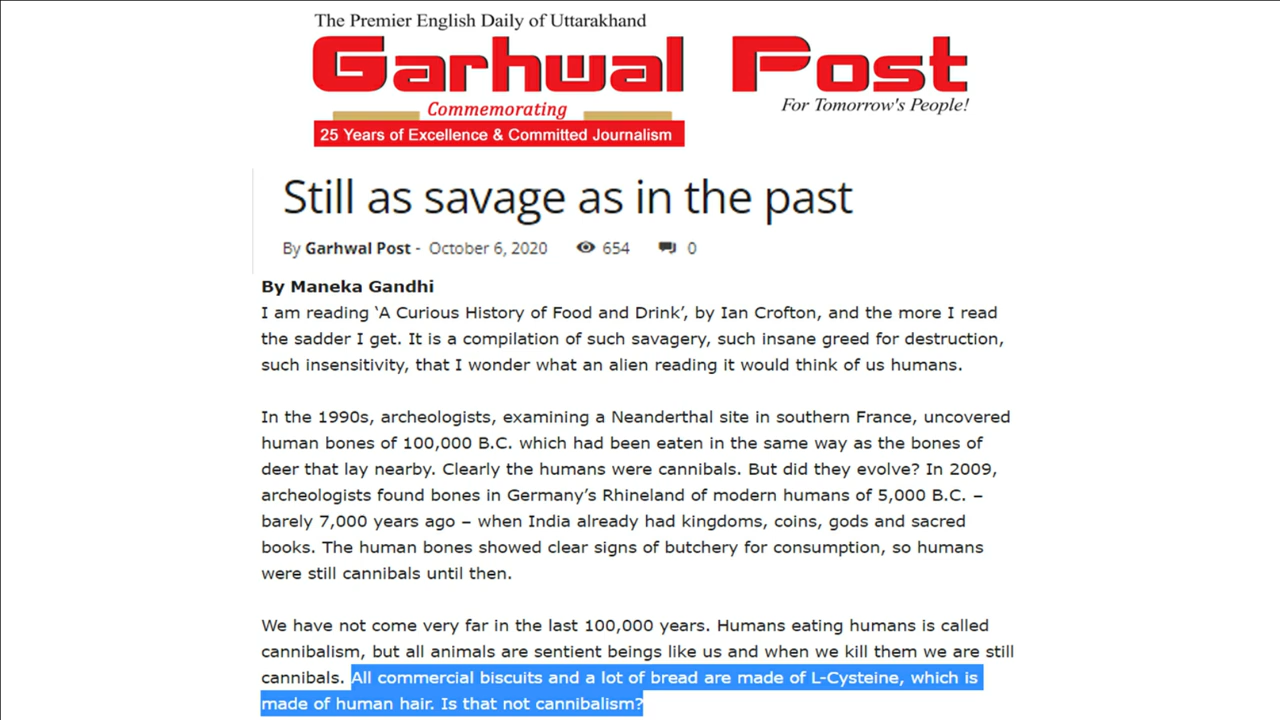 The Premier English Daily of Uttarakhand
Garhwal Post
Commemorating
For Tomorrow's People!
25 Years of Excellence & Committed Journalism
Still as savage as in the past
By Garhwal Post - October 6, 2020 654 0
By Maneka Gandhi
I am reading ‘A Curious History of Food and Drink’, by Ian Crofton, and the more I read
the sadder I get. It is a compilation of such savagery, such insane greed for destruction,
such insensitivity, that I wonder what an alien reading it would think of us humans.
In the 1990s, archeologists, examining a Neanderthal site in southern France, uncovered
human bones of 100,000 B.C. which had been eaten in the same way as the bones of
deer that lay nearby. Clearly the humans were cannibals. But did they evolve? In 2009,
archeologists found bones in Germany’s Rhineland of modern humans of 5,000 B.C. –
barely 7,000 years ago – when India already had kingdoms, coins, gods and sacred
books. The human bones showed clear signs of butchery for consumption, so humans
were still cannibals until then.
We have not come very far in the last 100,000 years. Humans eating humans is called
cannibalism, but all animals are sentient beings like us and when we kill them we are still
cannibals. All commercial biscuits and a lot of bread are made of L-Cysteine, which is
made of human hair. Is that not cannibalism?